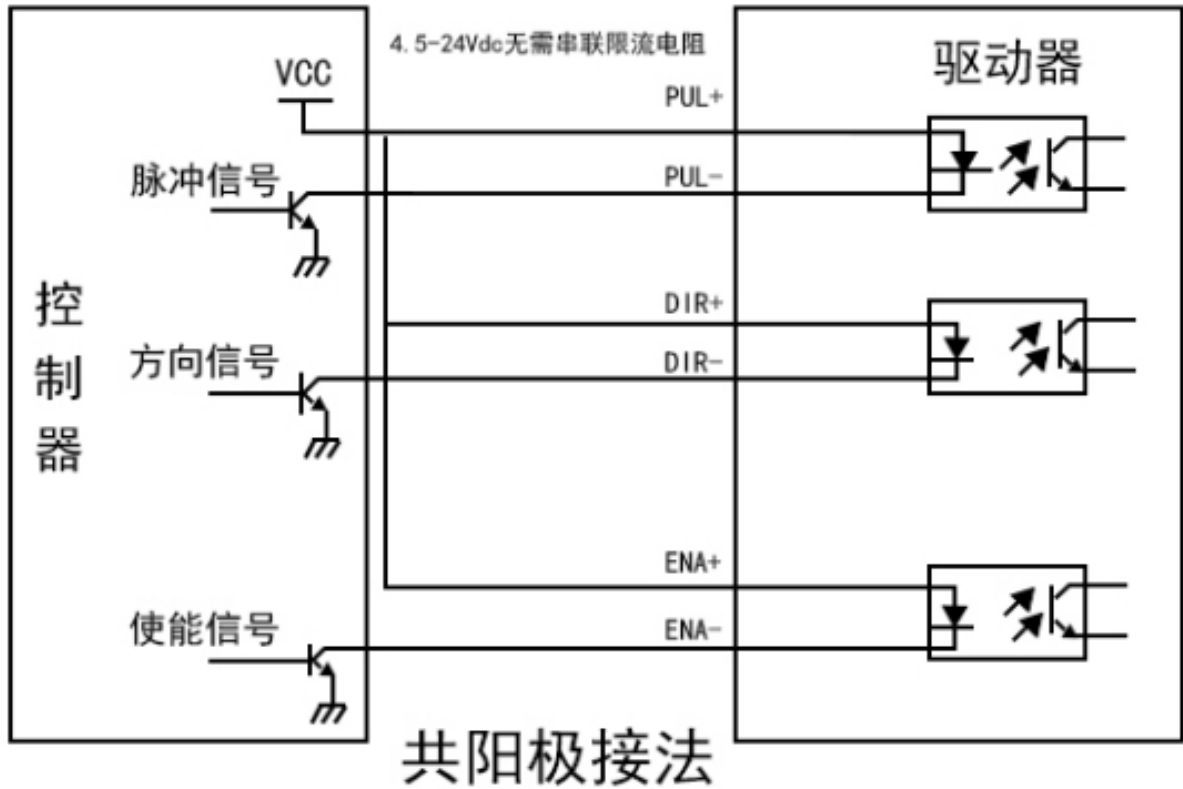 4.5-24Vdc无需串联限流电阻
驱动器
VCC
PUL+
脉冲信号
PUL-
控制器
DIR+
方向信号
DIR-
ENA+
使能信号
ENA-
共阳极接法